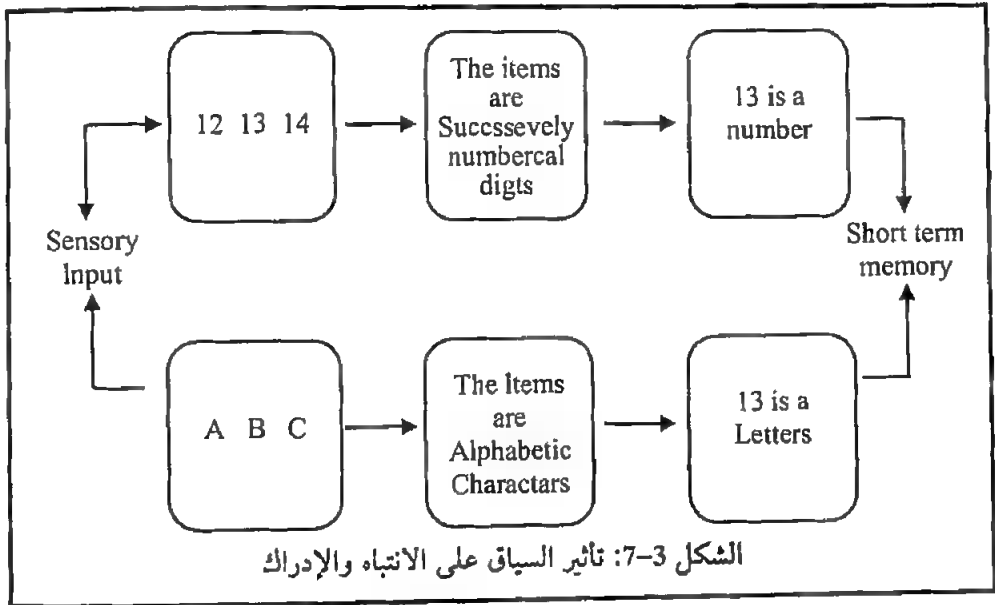 12 13 14
The items
are
Succssevely
numbercal
digts
13 is a
number
Sensory
Input
Short term
memory
A B C
The Items
are
Alphabetic
Charactars
13 is a
Letters
الشكل 3-7: تأثير السياق على الانتباه والإدراك